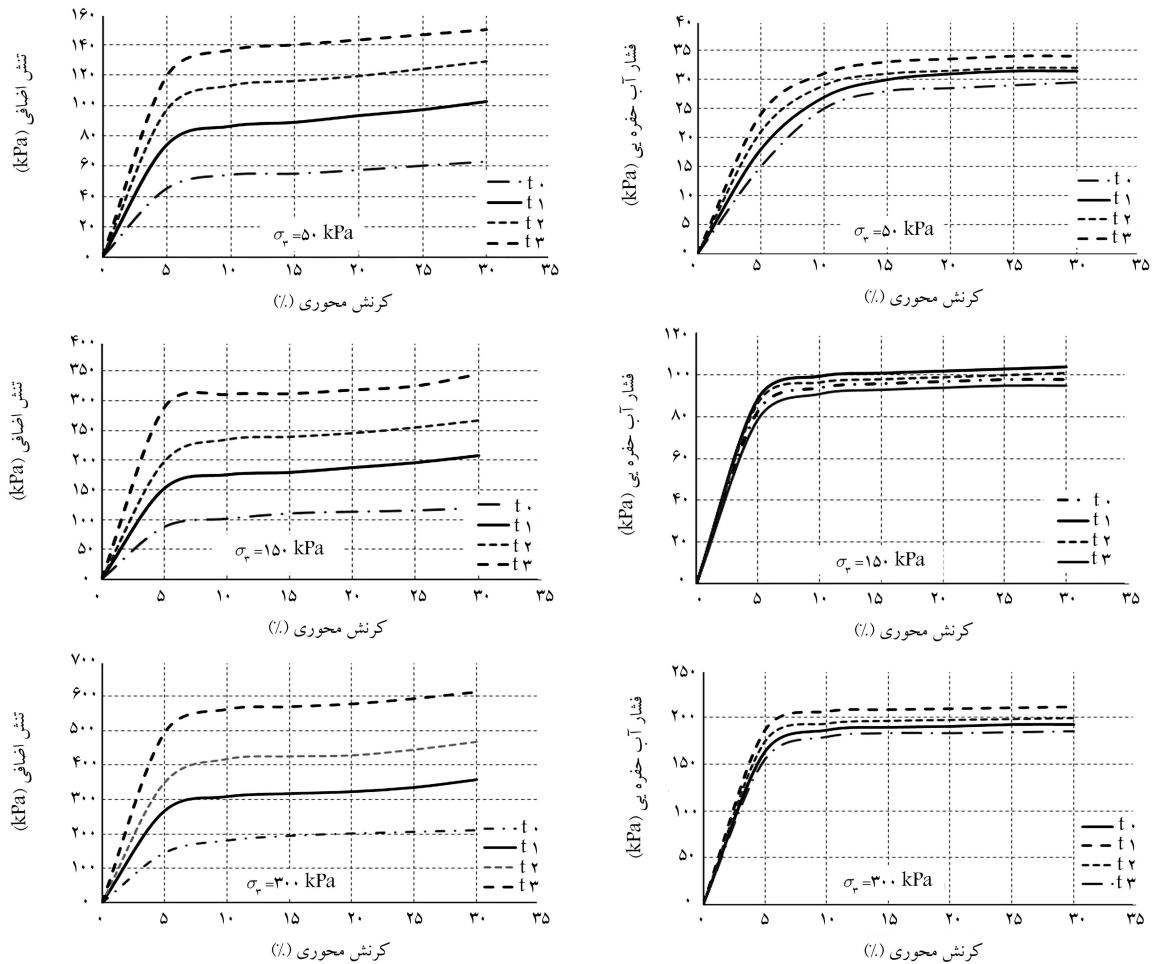 تنش اضافی (kPa)
۱۶۰
۱۴۰
۱۲۰
۱۰۰
۸۰
۶۰
۴۰
۲۰
۰
t ۰
t ۱
t ۲
t ۳
σ۳ =۵۰ kPa
۰ ۵ ۱۰ ۱۵ ۲۰ ۲۵ ۳۰ ۳۵
کرنش محوری (٪)
فشار آب حفره یی (kPa)
۴۰
۳۵
۳۰
۲۵
۲۰
۱۵
۱۰
۵
۰
t ۰
t ۱
t ۲
t ۳
σ۳ =۵۰ kPa
۰ ۵ ۱۰ ۱۵ ۲۰ ۲۵ ۳۰ ۳۵
کرنش محوری (٪)
تنش اضافی (kPa)
۴۰۰
۳۵۰
۳۰۰
۲۵۰
۲۰۰
۱۵۰
۱۰۰
۵۰
۰
t ۰
t ۱
t ۲
t ۳
σ۳ =۱۵۰ kPa
۰ ۵ ۱۰ ۱۵ ۲۰ ۲۵ ۳۰ ۳۵
کرنش محوری (٪)
فشار آب حفره یی (kPa)
۱۲۰
۱۰۰
۸۰
۶۰
۴۰
۲۰
۰
t ۰
t ۱
t ۲
t ۳
σ۳ =۱۵۰ kPa
۰ ۵ ۱۰ ۱۵ ۲۰ ۲۵ ۳۰ ۳۵
کرنش محوری (٪)
تنش اضافی (kPa)
۷۰۰
۶۰۰
۵۰۰
۴۰۰
۳۰۰
۲۰۰
۱۰۰
۰
t ۰
t ۱
t ۲
t ۳
σ۳ =۳۰۰ kPa
۰ ۵ ۱۰ ۱۵ ۲۰ ۲۵ ۳۰ ۳۵
کرنش محوری (٪)
فشار آب حفره یی (kPa)
۲۵۰
۲۰۰
۱۵۰
۱۰۰
۵۰
۰
t ۰
t ۱
t ۲
t ۳
σ۳ =۳۰۰ kPa
۰ ۵ ۱۰ ۱۵ ۲۰ ۲۵ ۳۰ ۳۵
کرنش محوری (٪)